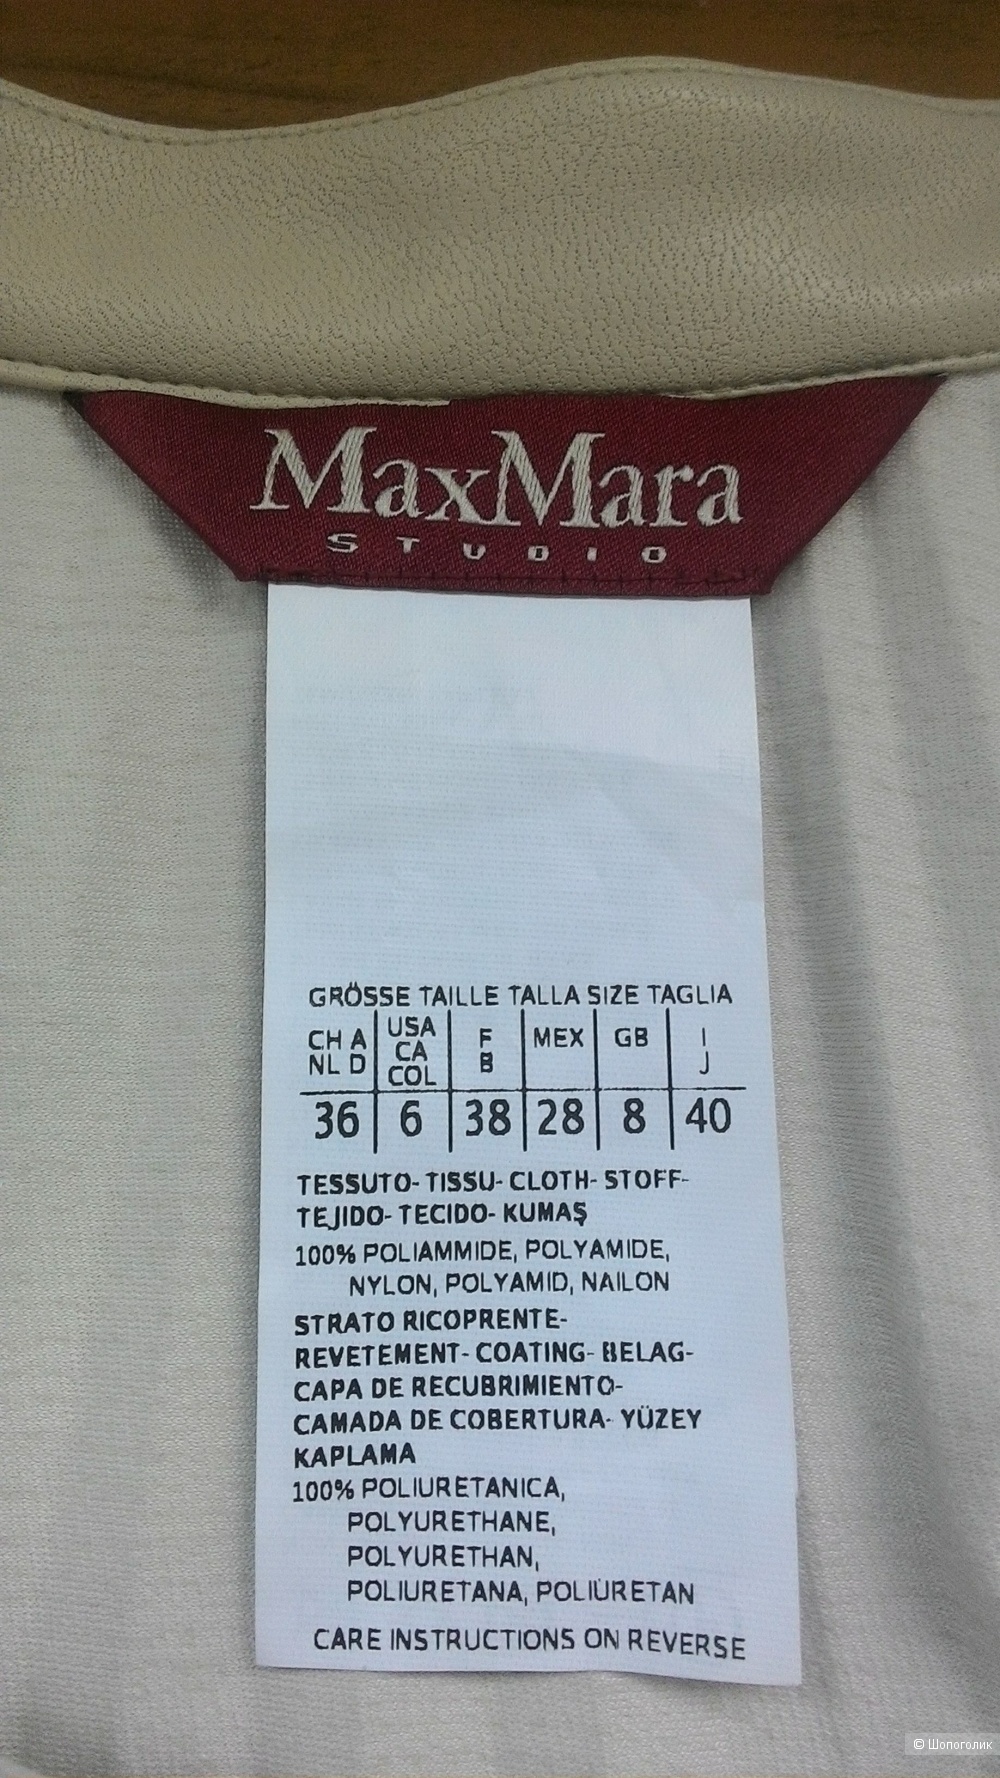 MaxMara
STUDIO
GRÖSSE TAILLE TALLA SIZE TAGLIA
CH A NL D | USA CA COL | F B | MEX | GB | I J
36 | 6 | 38 | 28 | 8 | 40
TESSUTO- TISSU- CLOTH- STOFF-
TEJIDO- TECIDO- KUMAŞ
100% POLIAMMIDE, POLYAMIDE,
NYLON, POLYAMID, NAILON
STRATO RICOPRENTE-
REVETEMENT- COATING- BELAG-
CAPA DE RECUBRIMIENTO-
CAMADA DE COBERTURA- YÜZEY
KAPLAMA
100% POLIURETANICA,
POLYURETHANE,
POLYURETHAN,
POLIURETANA, POLIÜRETAN
CARE INSTRUCTIONS ON REVERSE
© Шопоголик